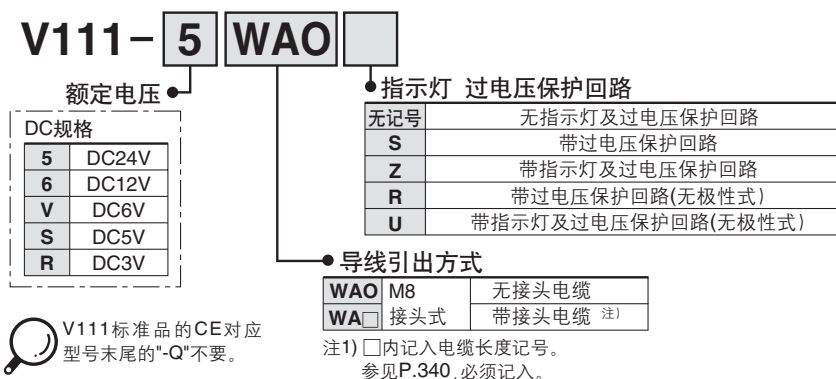 V111-5 WAO
额定电压
DC规格
5 DC24V
6 DC12V
V DC6V
S DC5V
R DC3V
指示灯 过电压保护回路
无记号 无指示灯及过电压保护回路
S 带过电压保护回路
Z 带指示灯及过电压保护回路
R 带过电压保护回路(无极性式)
U 带指示灯及过电压保护回路(无极性式)
导线引出方式
WAO M8 无接头电缆
WA□ 接头式 带接头电缆 注)
注1) □内记入电缆长度记号。
参见P.340,必须记入。
V111标准品的CE对应
型号末尾的"-Q"不要。